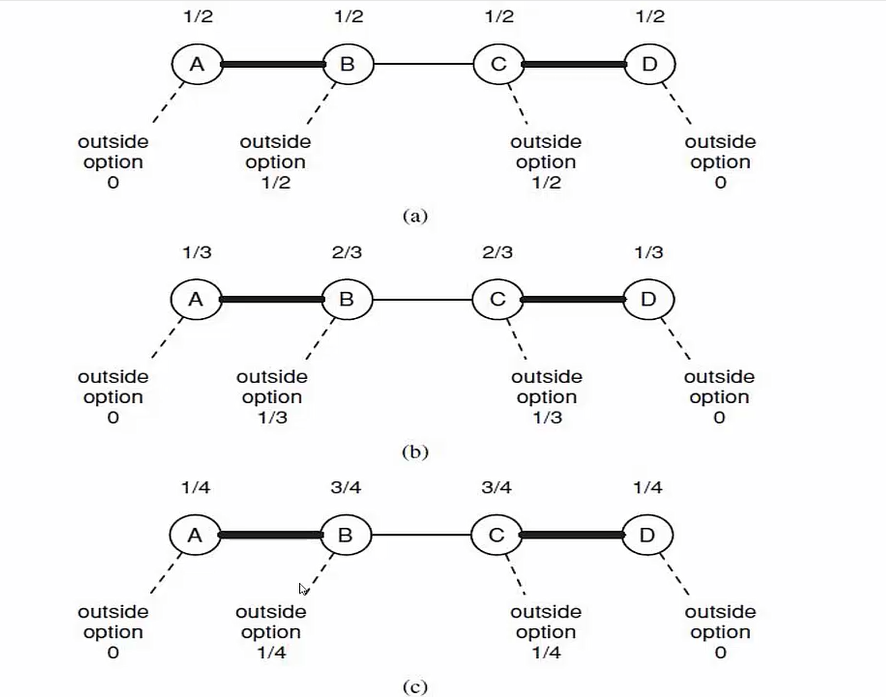 1/2 1/2 1/2 1/2
A B C D
outside outside outside outside
option option option option
0 1/2 1/2 0
(a)
1/3 2/3 2/3 1/3
A B C D
outside outside outside outside
option option option option
0 1/3 1/3 0
(b)
1/4 3/4 3/4 1/4
A B C D
outside outside outside outside
option option option option
0 1/4 1/4 0
(c)